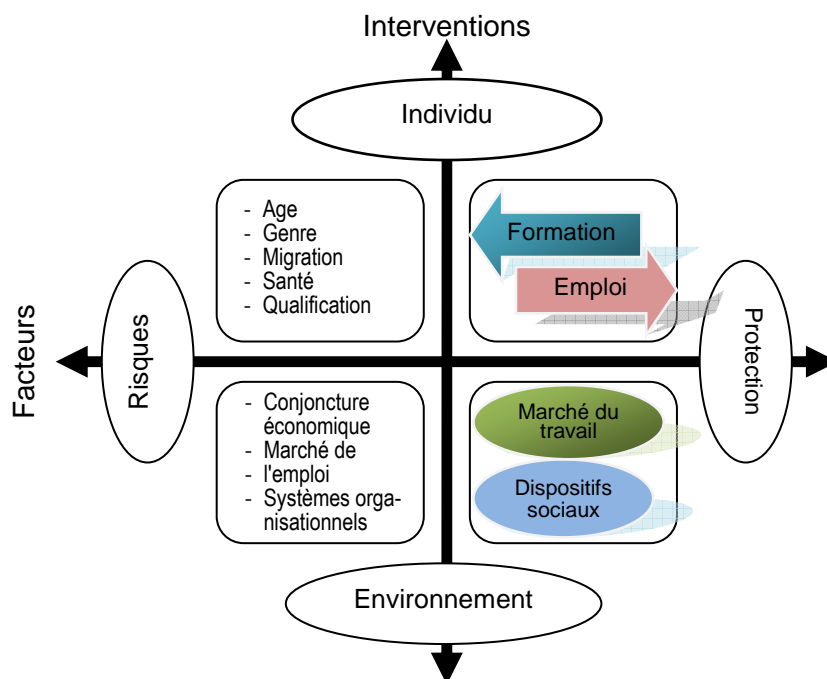 Interventions
Individu
- Age
- Genre
- Migration
- Santé
- Qualification
Formation
Emploi
Facteurs
Risques
Protection
- Conjoncture
économique
- Marché de
- l'emploi
- Systèmes orga-
nisationnels
Marché du
travail
Dispositifs
sociaux
Environnement